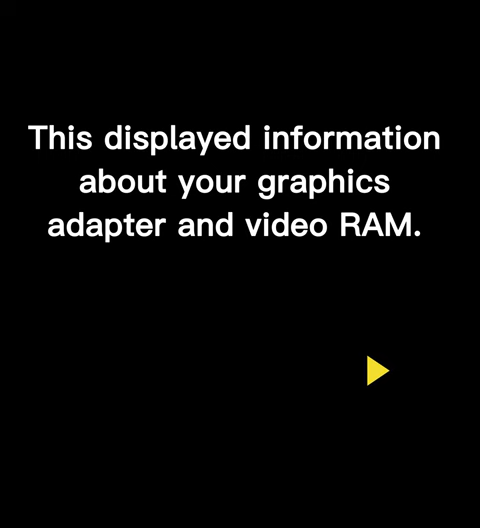 This displayed information
about your graphics
adapter and video RAM.